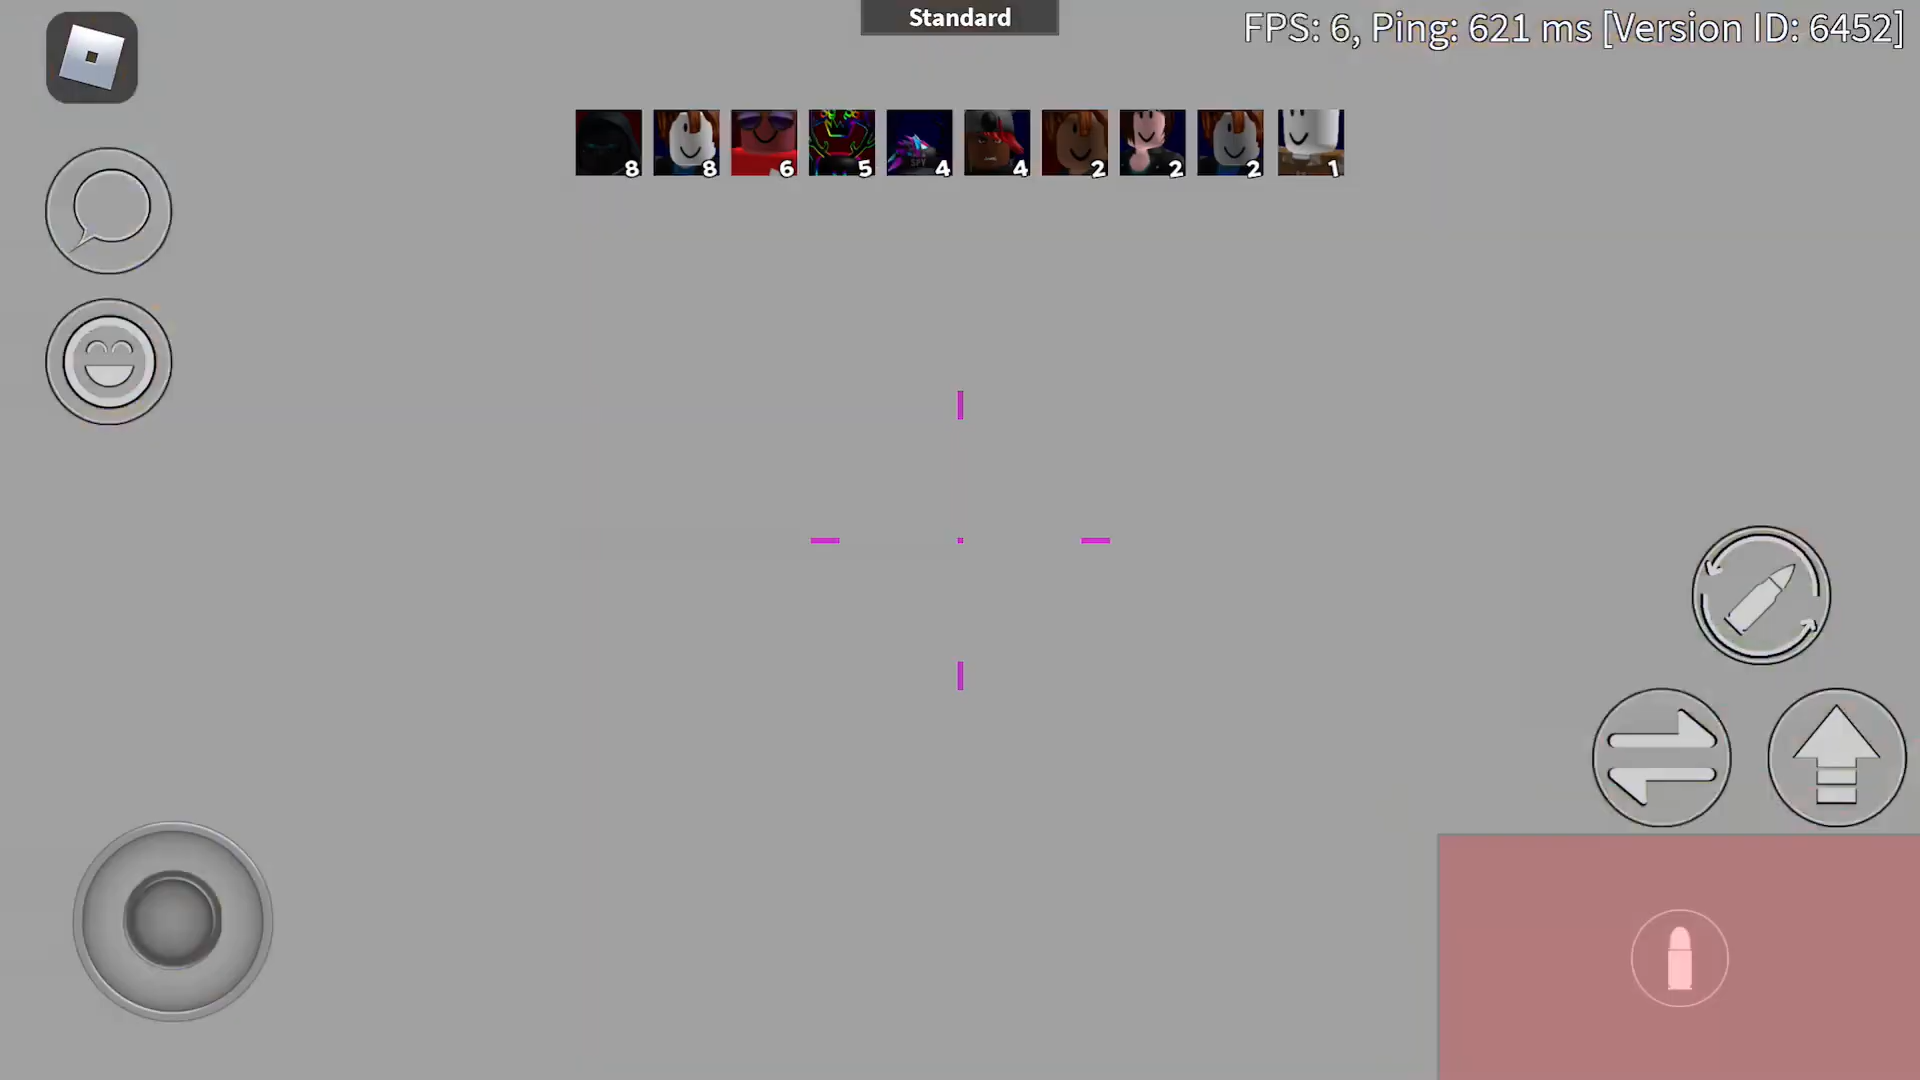 Standard
FPS: 6, Ping: 621 ms [Version ID: 6452]
8 8 6 5 4 4 2 2 2 1
SPY